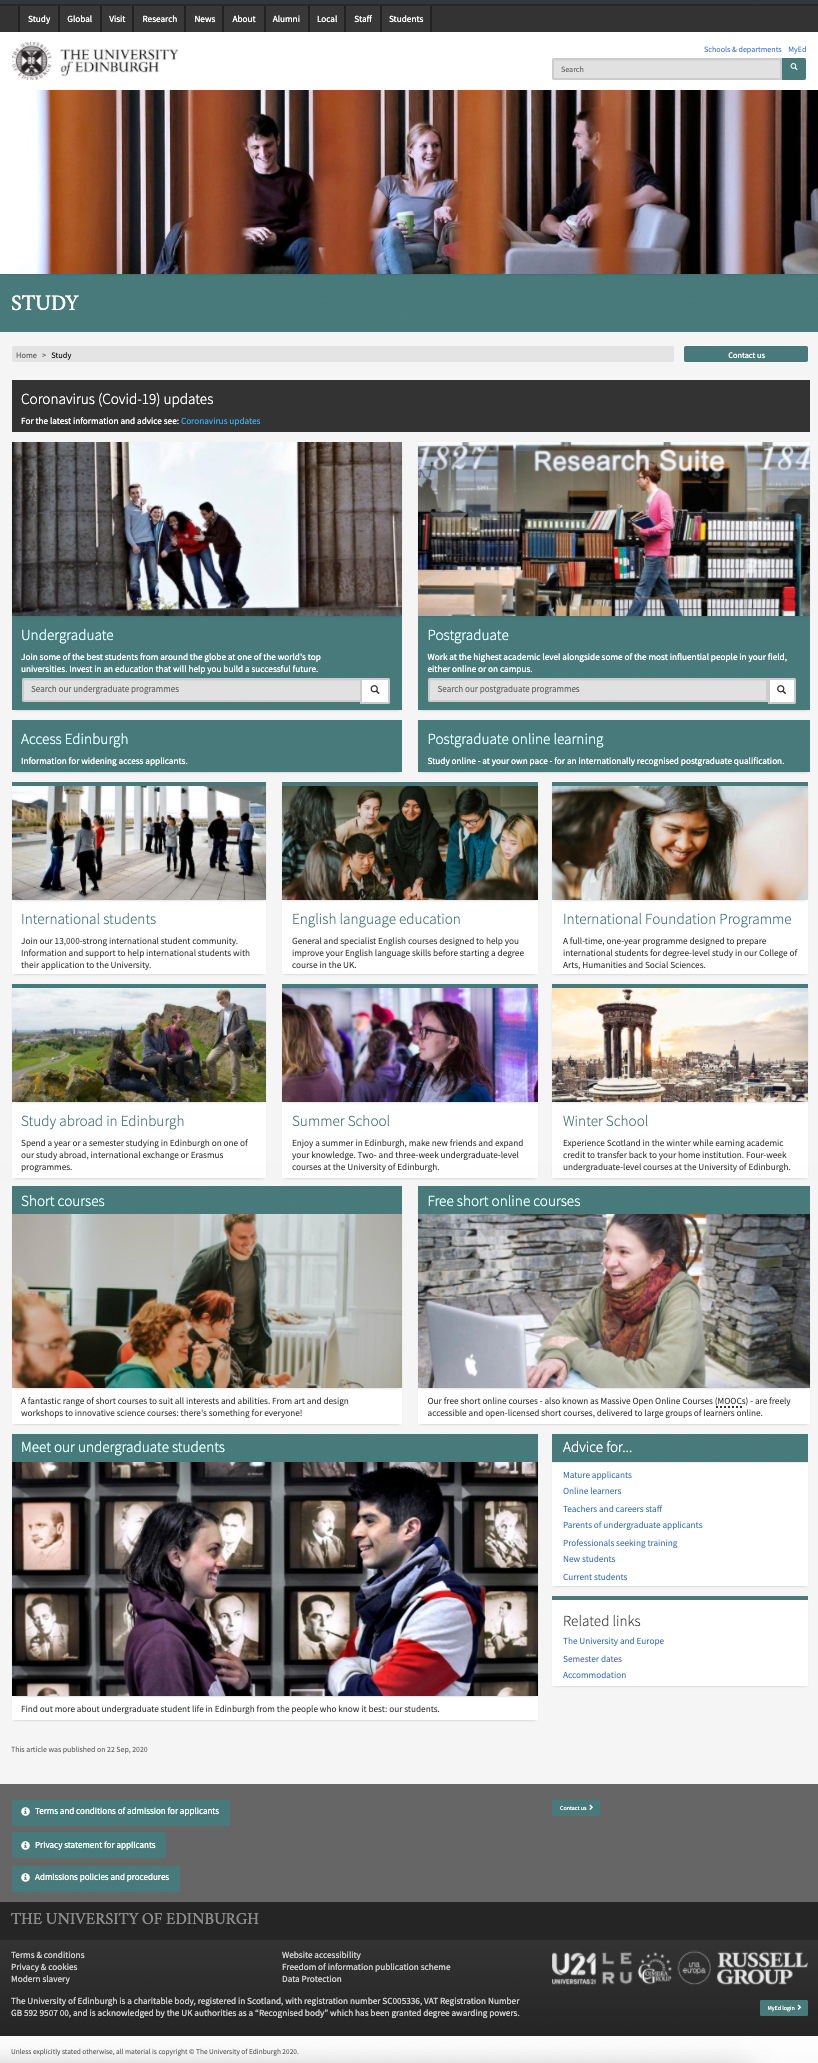 Study Global Visit Research News About Alumni Local Staff Students
THE UNIVERSITY
of EDINBURGH
Schools & departments MyEd
Search
STUDY
Home > Study
Contact us
Coronavirus (Covid-19) updates
For the latest information and advice see: Coronavirus updates
1827 Research Suite 184
Undergraduate
Join some of the best students from around the globe at one of the world's top
universities. Invest in an education that will help you build a successful future.
Search our undergraduate programmes
Postgraduate
Work at the highest academic level alongside some of the most influential people in your field,
either online or on campus.
Search our postgraduate programmes
Access Edinburgh
Information for widening access applicants.
Postgraduate online learning
Study online - at your own pace - for an internationally recognised postgraduate qualification.
International students
Join our 13,000-strong international student community.
Information and support to help international students with
their application to the University.
English language education
General and specialist English courses designed to help you
improve your English language skills before starting a degree
course in the UK.
International Foundation Programme
A full-time, one-year programme designed to prepare
international students for degree-level study in our College of
Arts, Humanities and Social Sciences.
Study abroad in Edinburgh
Spend a year or a semester studying in Edinburgh on one of
our study abroad, international exchange or Erasmus
programmes.
Summer School
Enjoy a summer in Edinburgh, make new friends and expand
your knowledge. Two- and three-week undergraduate-level
courses at the University of Edinburgh.
Winter School
Experience Scotland in the winter while earning academic
credit to transfer back to your home institution. Four-week
undergraduate-level courses at the University of Edinburgh.
Short courses
A fantastic range of short courses to suit all interests and abilities. From art and design
workshops to innovative science courses: there's something for everyone!
Free short online courses
Our free short online courses - also known as Massive Open Online Courses (MOOCs) - are freely
accessible and open-licensed short courses, delivered to large groups of learners online.
Meet our undergraduate students
Find out more about undergraduate student life in Edinburgh from the people who know it best: our students.
Advice for...
Mature applicants
Online learners
Teachers and careers staff
Parents of undergraduate applicants
Professionals seeking training
New students
Current students
Related links
The University and Europe
Semester dates
Accommodation
This article was published on 22 Sep, 2020
Terms and conditions of admission for applicants
Privacy statement for applicants
Admissions policies and procedures
Contact us
THE UNIVERSITY OF EDINBURGH
Terms & conditions
Privacy & cookies
Modern slavery
Website accessibility
Freedom of information publication scheme
Data Protection
U21
UNIVERSITAS 21
LE
RU
COIMBRA GROUP
una
europa
RUSSELL
GROUP
The University of Edinburgh is a charitable body, registered in Scotland, with registration number SC005336, VAT Registration Number
GB 592 9507 00, and is acknowledged by the UK authorities as a “Recognised body” which has been granted degree awarding powers.
MyEd login
Unless explicitly stated otherwise, all material is copyright © The University of Edinburgh 2020.